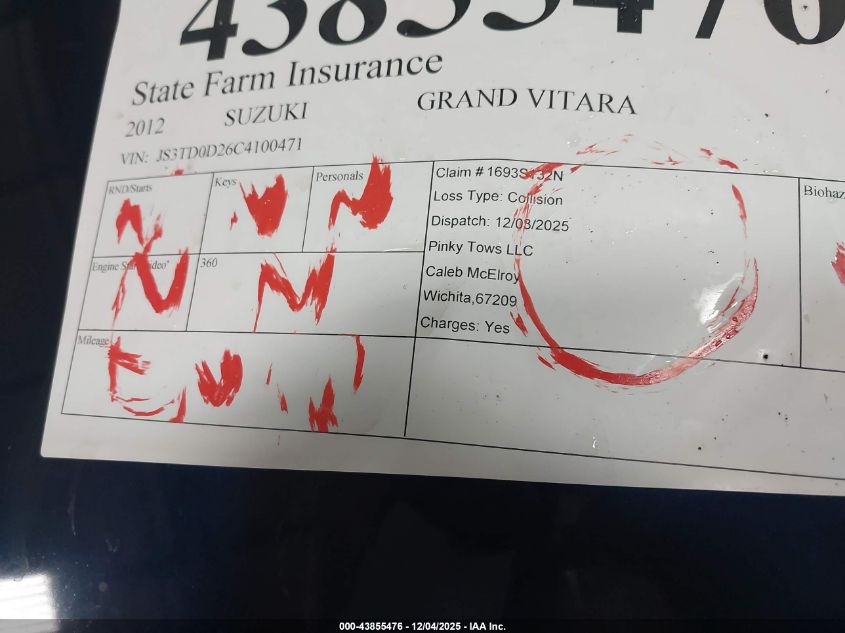 43855476
State Farm Insurance
2012 SUZUKI GRAND VITARA
VIN: JS3TD0D26C4100471
RND/Starts Keys Personals
Claim # 1693S132N
Loss Type: Collision
Dispatch: 12/03/2025
Pinky Tows LLC
Caleb McElroy
Wichita,67209
Charges: Yes
Biohaz
Engine 360
Mileage
000-43855476 - 12/04/2025 - IAA Inc.